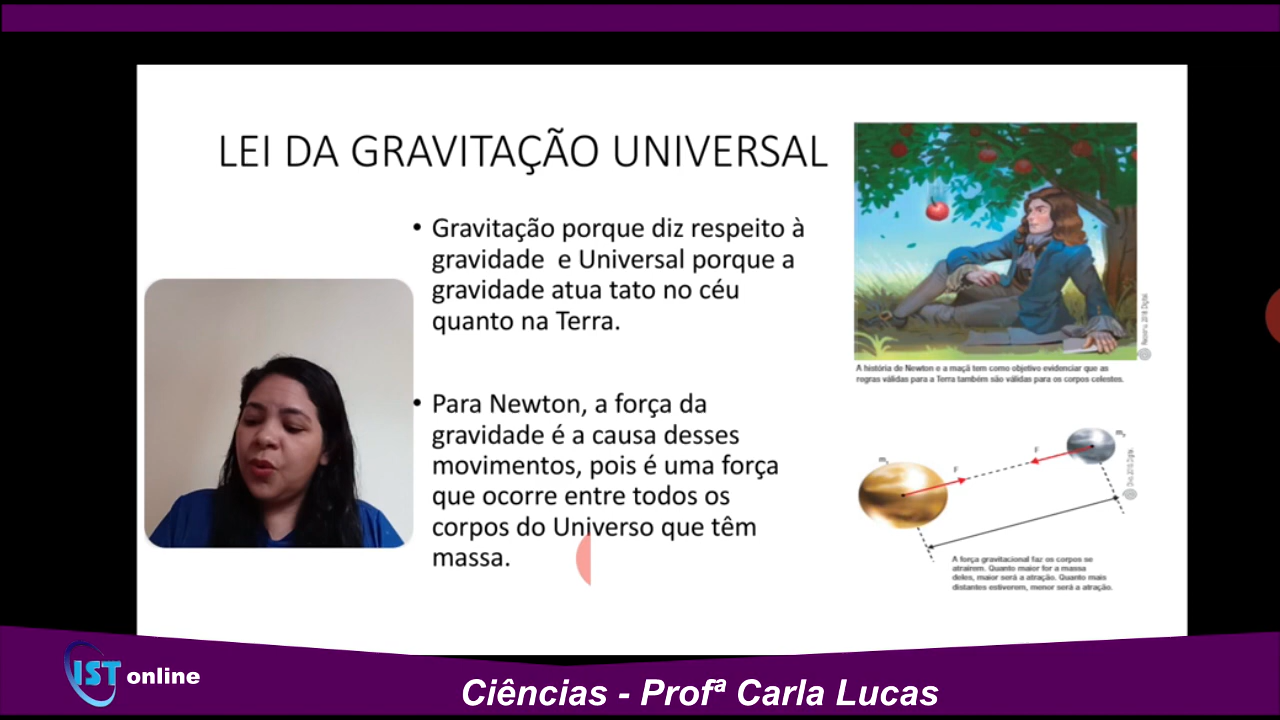 LEI DA GRAVITAÇÃO UNIVERSAL
• Gravitação porque diz respeito à
gravidade e Universal porque a
gravidade atua tato no céu
quanto na Terra.
• Para Newton, a força da
gravidade é a causa desses
movimentos, pois é uma força
que ocorre entre todos os
corpos do Universo que têm
massa.
A história de Newton e a maçã tem como objetivo evidenciar que as
regras válidas para a Terra também são válidas para os corpos celestes.
F
F
A força gravitacional faz os corpos se
atraírem. Quanto maior for a massa
deles, maior será a atração. Quanto mais
distantes estiverem, menor será a atração.
IST online
Ciências - Profª Carla Lucas